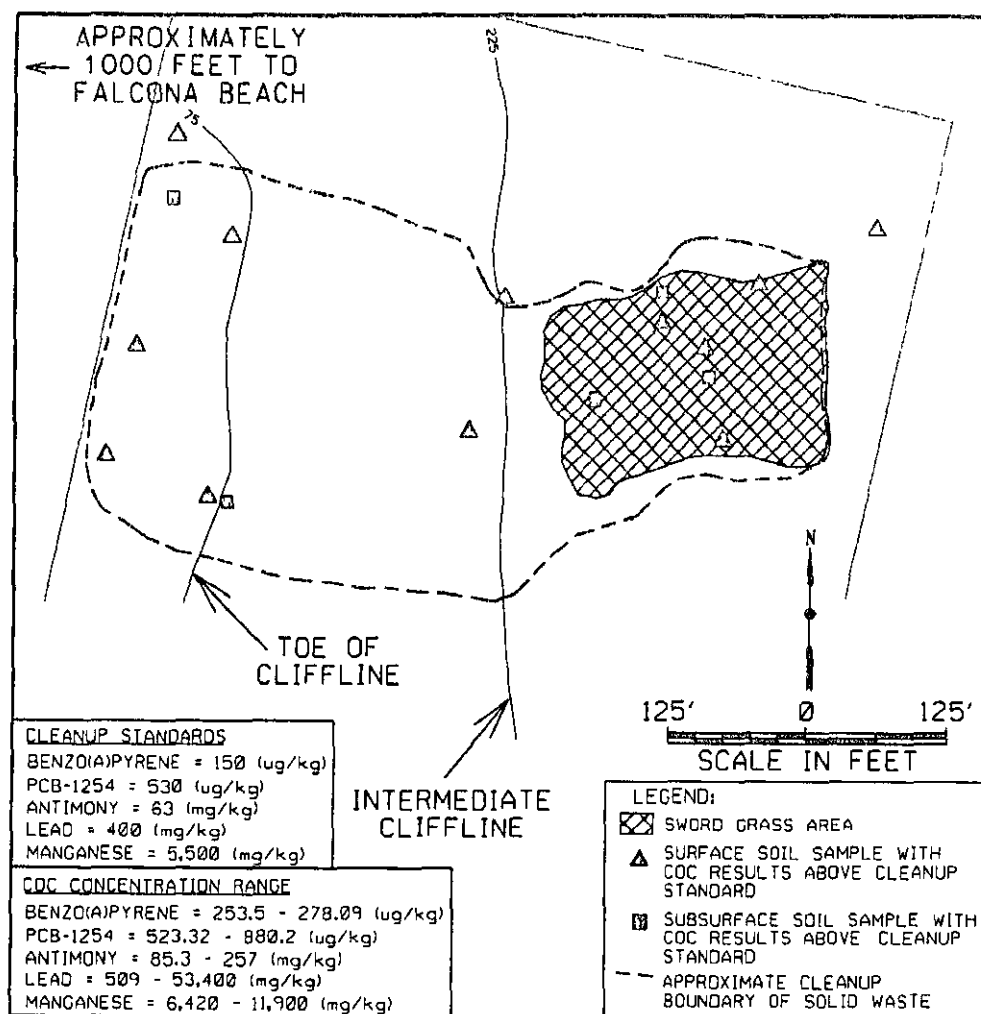 APPROXIMATELY
1000 FEET TO
FALCONA BEACH
225
75
TOE OF
CLIFFLINE
INTERMEDIATE
CLIFFLINE
N
125' 0 125'
SCALE IN FEET
CLEANUP STANDARDS
BENZO(A)PYRENE = 150 (ug/kg)
PCB-1254 = 530 (ug/kg)
ANTIMONY = 63 (mg/kg)
LEAD = 400 (mg/kg)
MANGANESE = 5,500 (mg/kg)
COC CONCENTRATION RANGE
BENZO(A)PYRENE = 253.5 - 278.09 (ug/kg)
PCB-1254 = 523.32 - 880.2 (ug/kg)
ANTIMONY = 85.3 - 257 (mg/kg)
LEAD = 509 - 53,400 (mg/kg)
MANGANESE = 6,420 - 11,900 (mg/kg)
LEGEND:
SWORD GRASS AREA
SURFACE SOIL SAMPLE WITH
COC RESULTS ABOVE CLEANUP
STANDARD
SUBSURFACE SOIL SAMPLE WITH
COC RESULTS ABOVE CLEANUP
STANDARD
APPROXIMATE CLEANUP
BOUNDARY OF SOLID WASTE